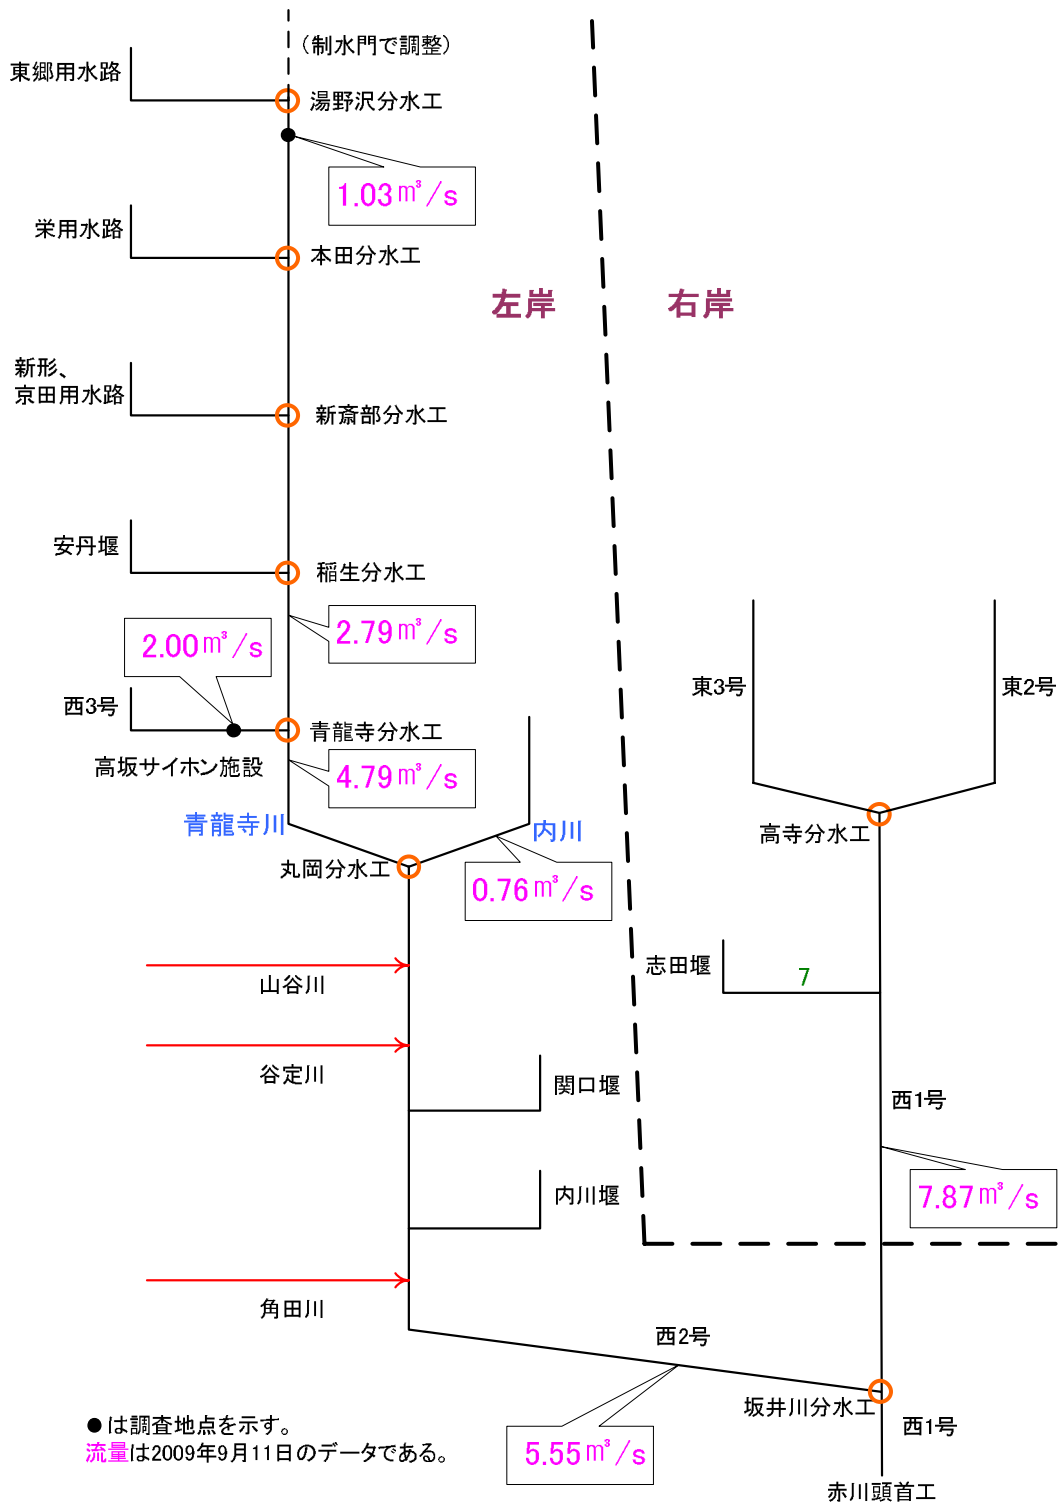 （制水門で調整）
東郷用水路
湯野沢分水工
1.03㎥/s
栄用水路
本田分水工
左岸
右岸
新形、
京田用水路
新斎部分水工
安丹堰
稲生分水工
2.79㎥/s
2.00㎥/s
西3号
青龍寺分水工
高坂サイホン施設
4.79㎥/s
東3号
東2号
青龍寺川
内川
高寺分水工
丸岡分水工
0.76㎥/s
志田堰
7
山谷川
谷定川
関口堰
西1号
内川堰
7.87㎥/s
角田川
西2号
坂井川分水工
西1号
5.55㎥/s
●は調査地点を示す。
流量は2009年9月11日のデータである。
赤川頭首工